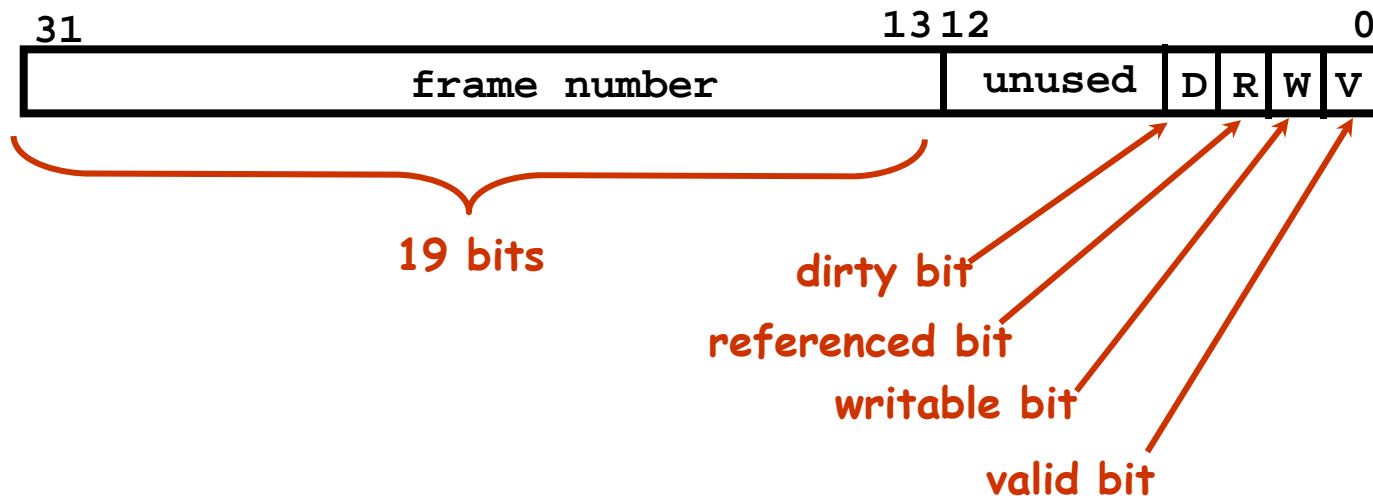 31 13 12 0
frame number unused D R W V
19 bits
dirty bit
referenced bit
writable bit
valid bit